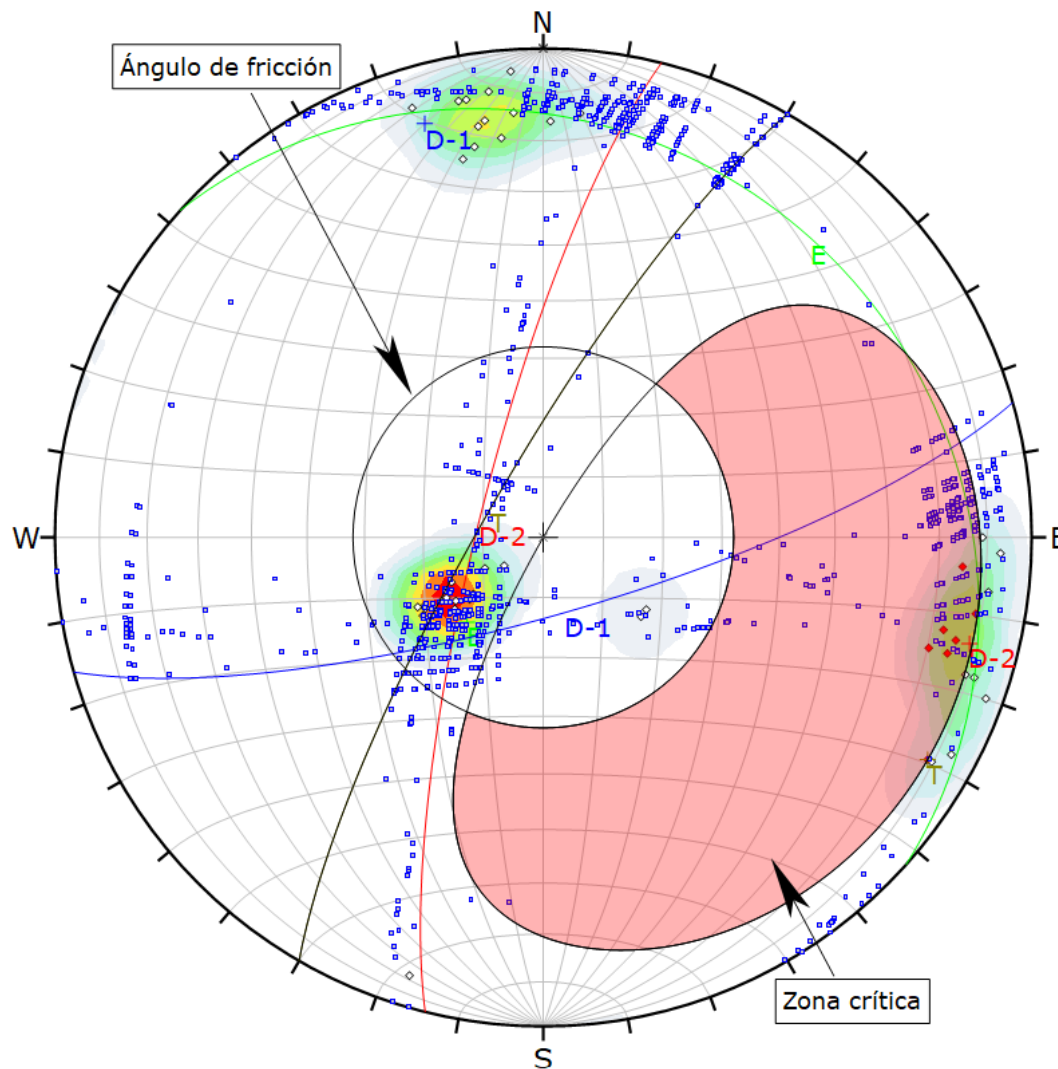 N
Ángulo de fricción
D-1
E
W
T
D-2
E
E
D-1
D-2
T
Zona crítica
S